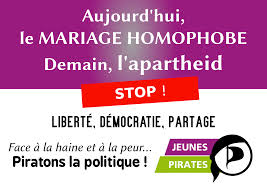 Aujourd'hui,
le MARIAGE HOMOPHOBE
Demain, l'apartheid
STOP !
LIBERTÉ, DÉMOCRATIE, PARTAGE
Face à la haine et à la peur...
Piratons la politique !
JEUNES
PIRATES